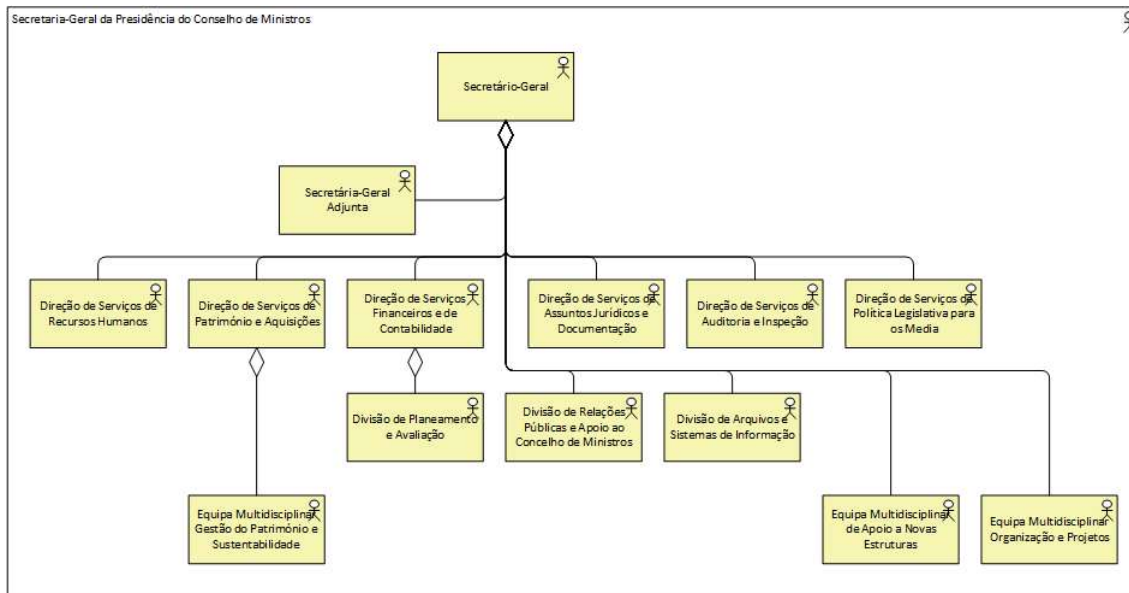 Secretaria-Geral da Presidência do Conselho de Ministros
Secretário-Geral
Secretária-Geral
Adjunta
Direção de Serviços de
Recursos Humanos
Direção de Serviços de
Património e Aquisições
Direção de Serviços
Financeiros e de
Contabilidade
Direção de Serviços de
Assuntos Jurídicos e
Documentação
Direção de Serviços de
Auditoria e Inspeção
Direção de Serviços de
Política Legislativa para
os Media
Divisão de Planeamento
e Avaliação
Divisão de Relações
Públicas e Apoio ao
Concelho de Ministros
Divisão de Arquivos e
Sistemas de Informação
Equipa Multidisciplinar
Gestão do Património e
Sustentabilidade
Equipa Multidisciplinar
de Apoio a Novas
Estruturas
Equipa Multidisciplinar
Organização e Projetos